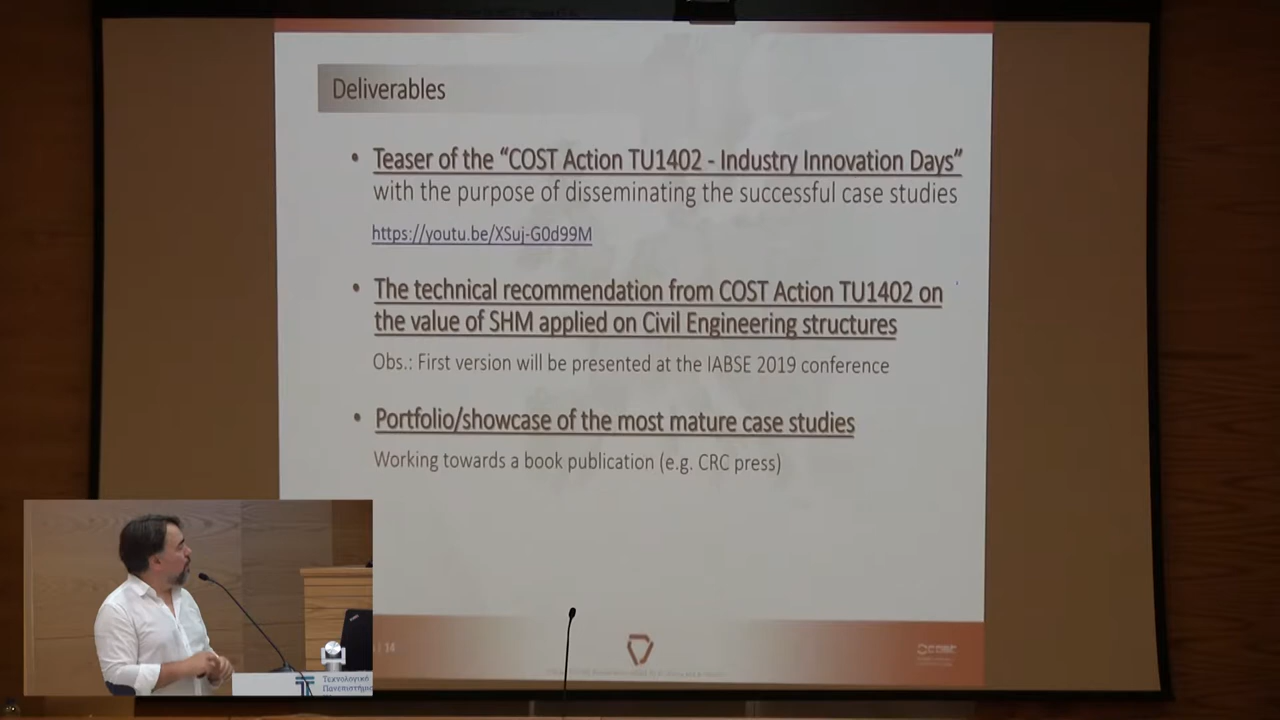 Deliverables
• Teaser of the “COST Action TU1402 - Industry Innovation Days”
with the purpose of disseminating the successful case studies
https://youtu.be/XSuj-G0d99M
• The technical recommendation from COST Action TU1402 on
the value of SHM applied on Civil Engineering structures
Obs.: First version will be presented at the IABSE 2019 conference
• Portfolio/showcase of the most mature case studies
Working towards a book publication (e.g. CRC press)
/ 14
cost
Τεχνολογικό
Πανεπιστήμιο